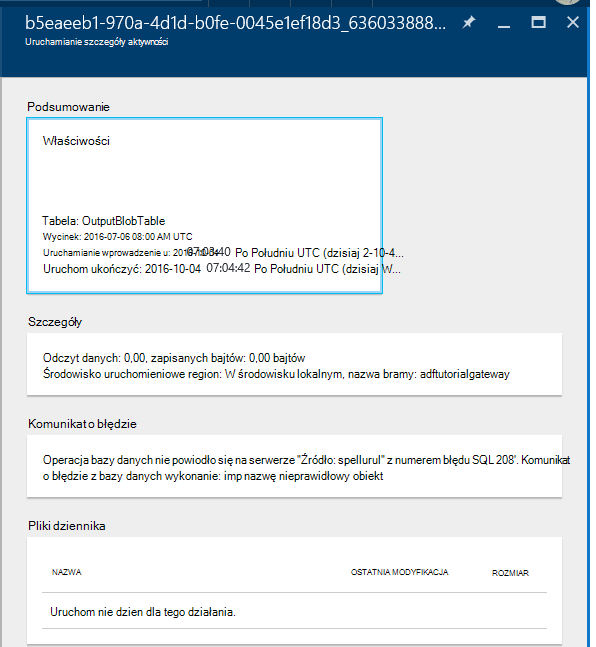 b5eaeeb1-970a-4d1d-b0fe-0045e1ef18d3_636033888...
Uruchamianie szczegóły aktywności
Podsumowanie
Właściwości
Tabela: OutputBlobTable
Wycinek: 2016-07-06 08:00 AM UTC
Uruchamianie wprowadzenie u: 2016-10-04 07:03:40 Po Południu UTC (dzisiaj 2-10-4...
Uruchom ukończyć: 2016-10-04 07:04:42 Po Południu UTC (dzisiaj W...
Szczegóły
Odczyt danych: 0,00, zapisanych bajtów: 0,00 bajtów
Środowisko uruchomieniowe region: W środowisku lokalnym, nazwa bramy: adftutorialgateway
Komunikat o błędzie
Operacja bazy danych nie powiodło się na serwerze "Źródło: spellurul" z numerem błędu SQL 208'. Komunikat
o błędzie z bazy danych wykonanie: imp nazwę nieprawidłowy obiekt
Pliki dziennika
NAZWA OSTATNIA MODYFIKACJA ROZMIAR
Uruchom nie dzien dla tego działania.